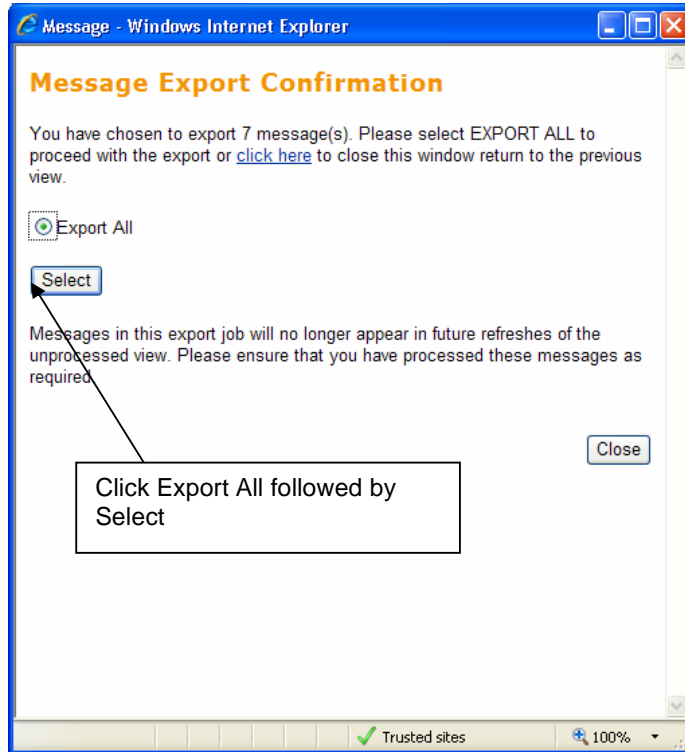 Message - Windows Internet Explorer
Message Export Confirmation
You have chosen to export 7 message(s). Please select EXPORT ALL to
proceed with the export or click here to close this window return to the previous
view.
Export All
Select
Messages in this export job will no longer appear in future refreshes of the
unprocessed view. Please ensure that you have processed these messages as
required
Close
Click Export All followed by
Select
Trusted sites
100%